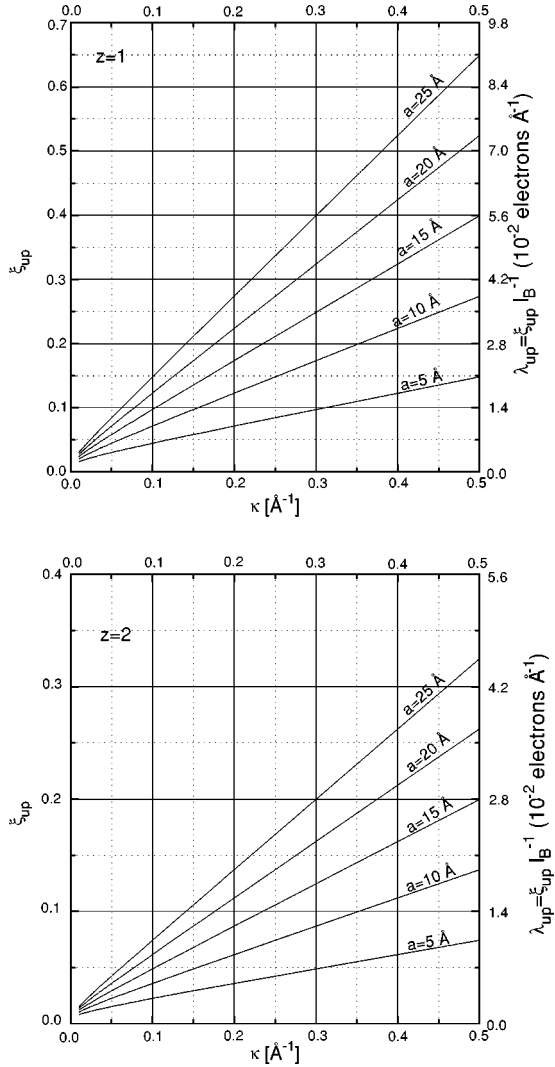 0.0 0.1 0.2 0.3 0.4 0.5
0.7 9.8
z=1
0.6 8.4
a=25 Å
0.5 7.0
a=20 Å
0.4 5.6
a=15 Å
0.3 4.2
a=10 Å
0.2 2.8
a=5 Å
0.1 1.4
0.0 0.0
0.0 0.1 0.2 0.3 0.4 0.5
κ [Å⁻¹]
ξup
λup=ξup lB⁻¹ (10⁻² electrons Å⁻¹)
0.0 0.1 0.2 0.3 0.4 0.5
0.4 5.6
z=2
0.3 4.2
a=25 Å
a=20 Å
0.2 2.8
a=15 Å
a=10 Å
0.1 1.4
a=5 Å
0.0 0.0
0.0 0.1 0.2 0.3 0.4 0.5
κ [Å⁻¹]
ξup
λup=ξup lB⁻¹ (10⁻² electrons Å⁻¹)